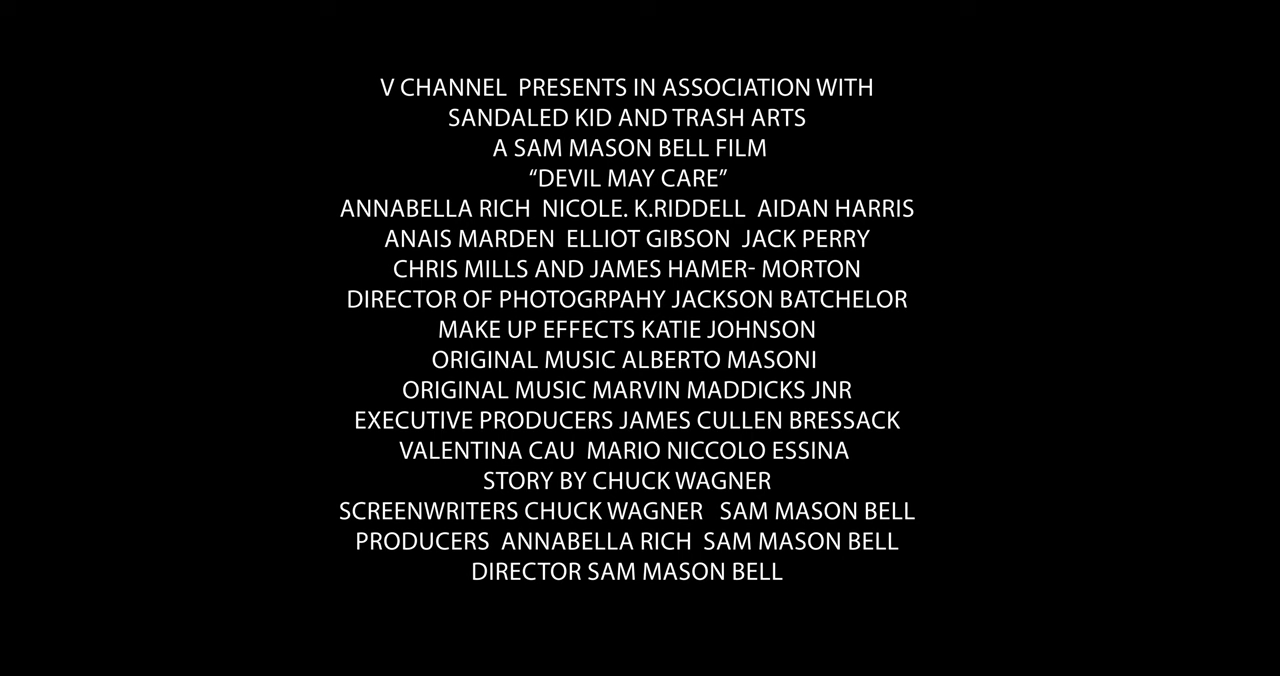 V CHANNEL  PRESENTS IN ASSOCIATION WITH
SANDALED KID AND TRASH ARTS
A SAM MASON BELL FILM
“DEVIL MAY CARE”
ANNABELLA RICH  NICOLE. K.RIDDELL  AIDAN HARRIS
ANAIS MARDEN  ELLIOT GIBSON  JACK PERRY
CHRIS MILLS AND JAMES HAMER- MORTON
DIRECTOR OF PHOTOGRPAHY JACKSON BATCHELOR
MAKE UP EFFECTS KATIE JOHNSON
ORIGINAL MUSIC ALBERTO MASONI
ORIGINAL MUSIC MARVIN MADDICKS JNR
EXECUTIVE PRODUCERS JAMES CULLEN BRESSACK
VALENTINA CAU  MARIO NICCOLO ESSINA
STORY BY CHUCK WAGNER
SCREENWRITERS CHUCK WAGNER   SAM MASON BELL
PRODUCERS  ANNABELLA RICH  SAM MASON BELL
DIRECTOR SAM MASON BELL